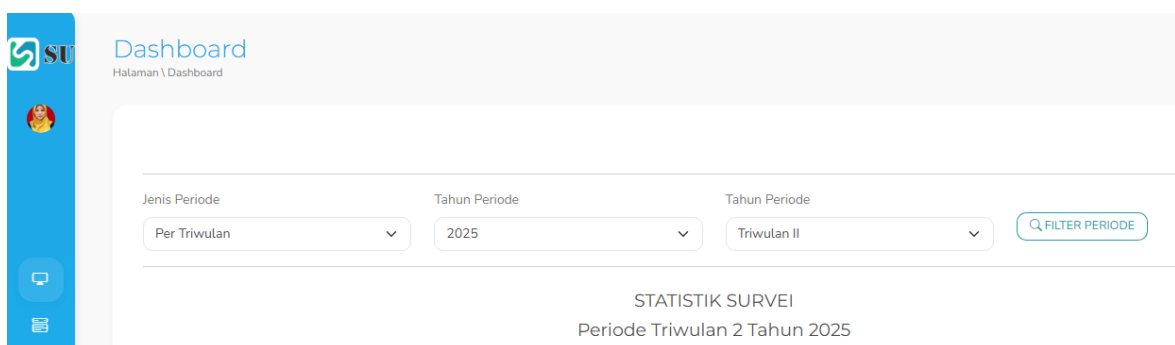 SU
Dashboard
Halaman \ Dashboard
Jenis Periode
Tahun Periode
Tahun Periode
Per Triwulan
2025
Triwulan II
FILTER PERIODE
STATISTIK SURVEI
Periode Triwulan 2 Tahun 2025